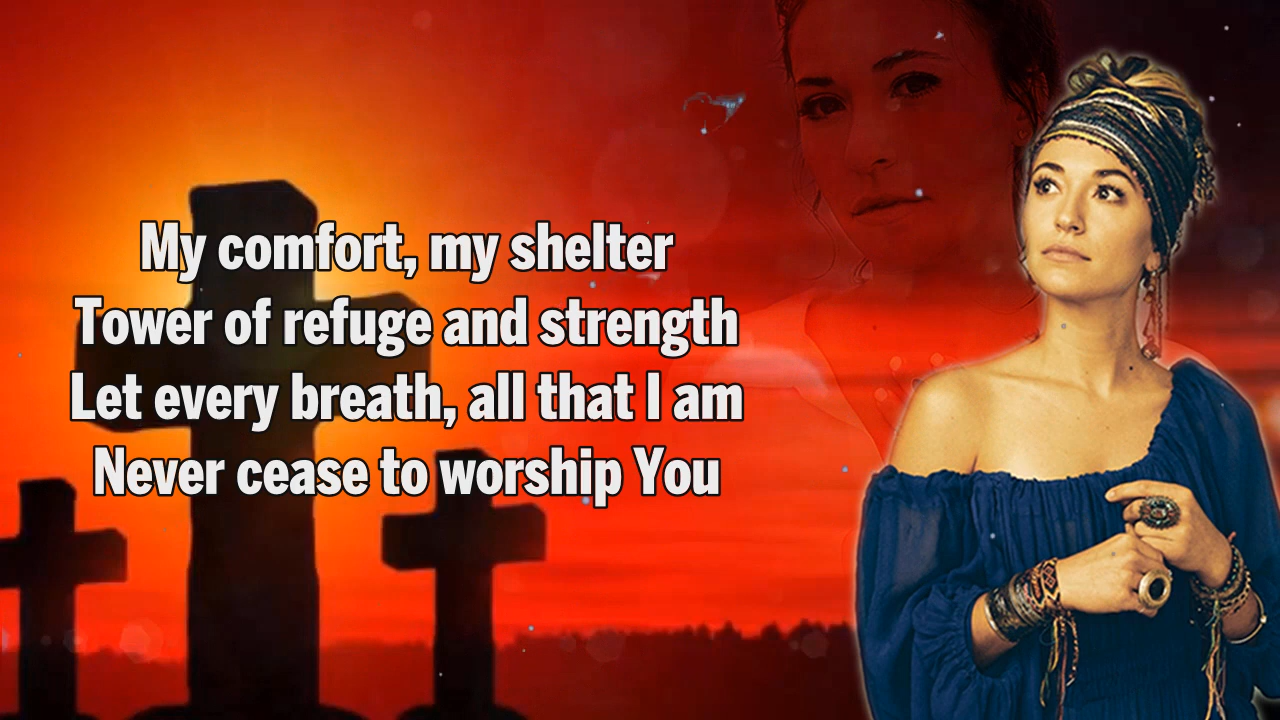 My comfort, my shelter
Tower of refuge and strength
Let every breath, all that I am
Never cease to worship You